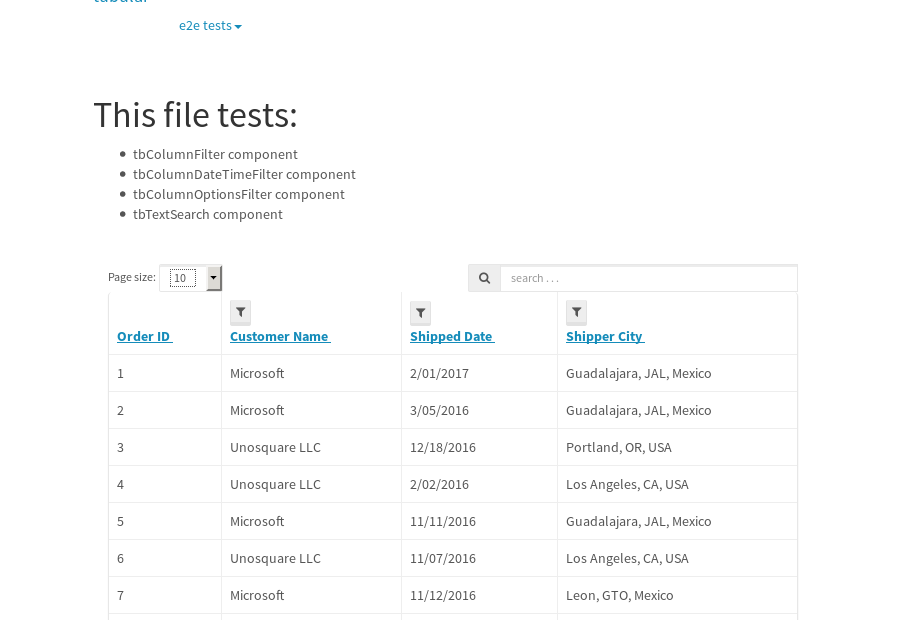 tabular
e2e tests
This file tests:
tbColumnFilter component
tbColumnDateTimeFilter component
tbColumnOptionsFilter component
tbTextSearch component
Page size: 10 search . . .
Order ID Customer Name Shipped Date Shipper City
1 Microsoft 2/01/2017 Guadalajara, JAL, Mexico
2 Microsoft 3/05/2016 Guadalajara, JAL, Mexico
3 Unosquare LLC 12/18/2016 Portland, OR, USA
4 Unosquare LLC 2/02/2016 Los Angeles, CA, USA
5 Microsoft 11/11/2016 Guadalajara, JAL, Mexico
6 Unosquare LLC 11/07/2016 Los Angeles, CA, USA
7 Microsoft 11/12/2016 Leon, GTO, Mexico